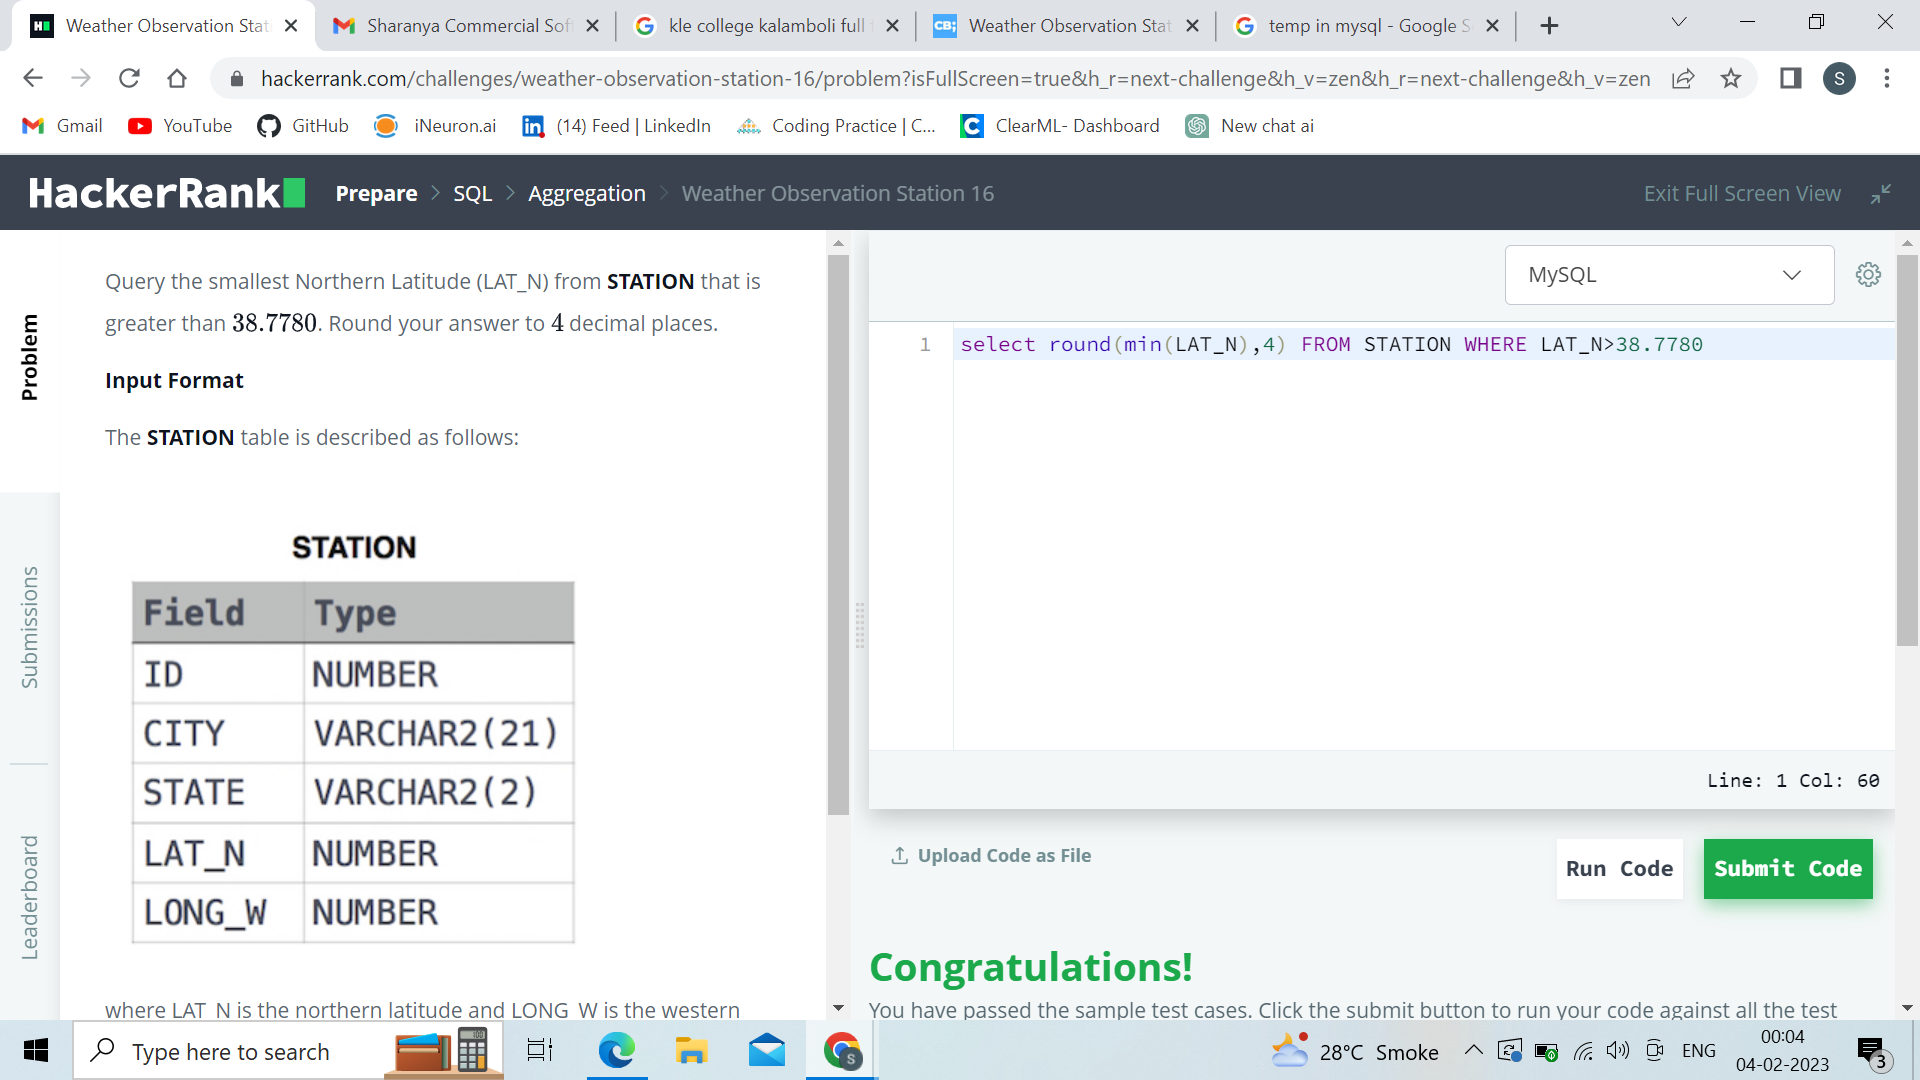 Weather Observation Stat
Sharanya Commercial Sof
kle college kalamboli full
CB;
Weather Observation Stat
temp in mysql - Google S
hackerrank.com/challenges/weather-observation-station-16/problem?isFullScreen=true&h_r=next-challenge&h_v=zen&h_r=next-challenge&h_v=zen
S
Gmail
YouTube
GitHub
iNeuron.ai
(14) Feed | LinkedIn
Coding Practice | C...
ClearML- Dashboard
New chat ai
HackerRank
Prepare > SQL > Aggregation > Weather Observation Station 16
Exit Full Screen View
Problem
Submissions
Leaderboard
Query the smallest Northern Latitude (LAT_N) from STATION that is
greater than 38.7780. Round your answer to 4 decimal places.
Input Format
The STATION table is described as follows:
STATION
Field Type
ID NUMBER
CITY VARCHAR2(21)
STATE VARCHAR2(2)
LAT_N NUMBER
LONG_W NUMBER
where LAT_N is the northern latitude and LONG_W is the western
MySQL
1 select round(min(LAT_N),4) FROM STATION WHERE LAT_N>38.7780
Line: 1 Col: 60
Upload Code as File
Run Code
Submit Code
Congratulations!
You have passed the sample test cases. Click the submit button to run your code against all the test
Type here to search
S
28°C Smoke
ENG
00:04
04-02-2023
3